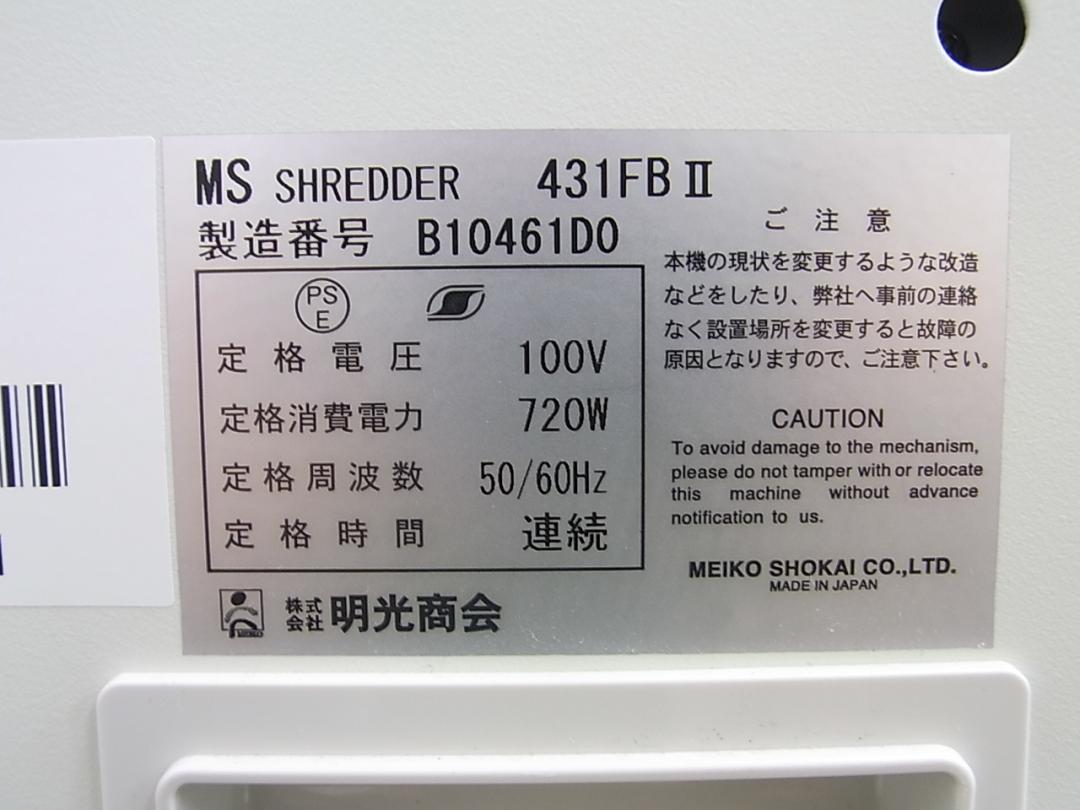 MS SHREDDER 431FBⅡ
製造番号 B10461D0
PS
E
定格電圧 100V
定格消費電力 720W
定格周波数 50/60Hz
定格時間 連続
株式会社 明光商会
ご注意
本機の現状を変更するような改造
などをしたり、弊社へ事前の連絡
なく設置場所を変更すると故障の
原因となりますので、ご注意下さい。
CAUTION
To avoid damage to the mechanism,
please do not tamper with or relocate
this machine without advance
notification to us.
MEIKO SHOKAI CO.,LTD.
MADE IN JAPAN